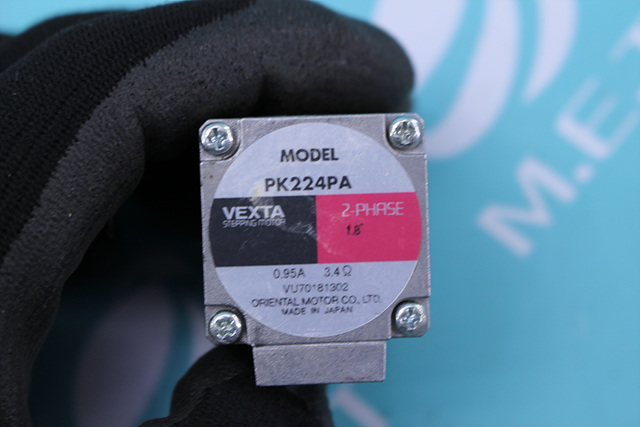 MODEL
PK224PA
VEXTA
STEPPING MOTOR
2-PHASE
1.8°
0.95A 3.4Ω
VU70181302
ORIENTAL MOTOR CO., LTD.
MADE IN JAPAN
M.E.T